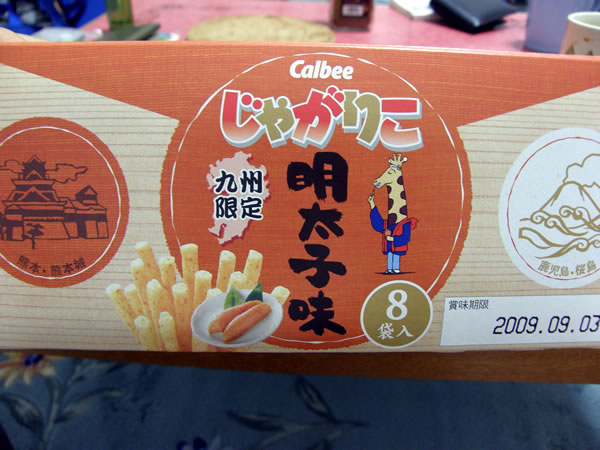 Calbee
じゃがりこ
九州
限定
明太子味
8
袋入
熊本・熊本城
鹿児島・桜島
賞味期限
2009.09.03